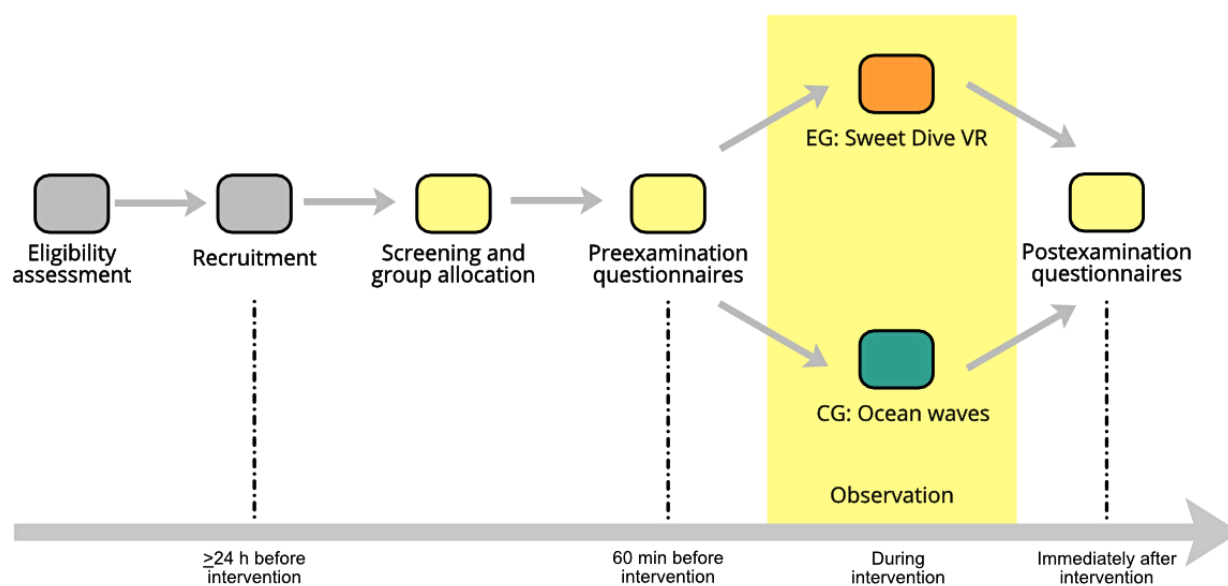 EG: Sweet Dive VR
Eligibility
assessment
Recruitment
Screening and
group allocation
Preexamination
questionnaires
Postexamination
questionnaires
CG: Ocean waves
Observation
≥24 h before
intervention
60 min before
intervention
During
intervention
Immediately after
intervention